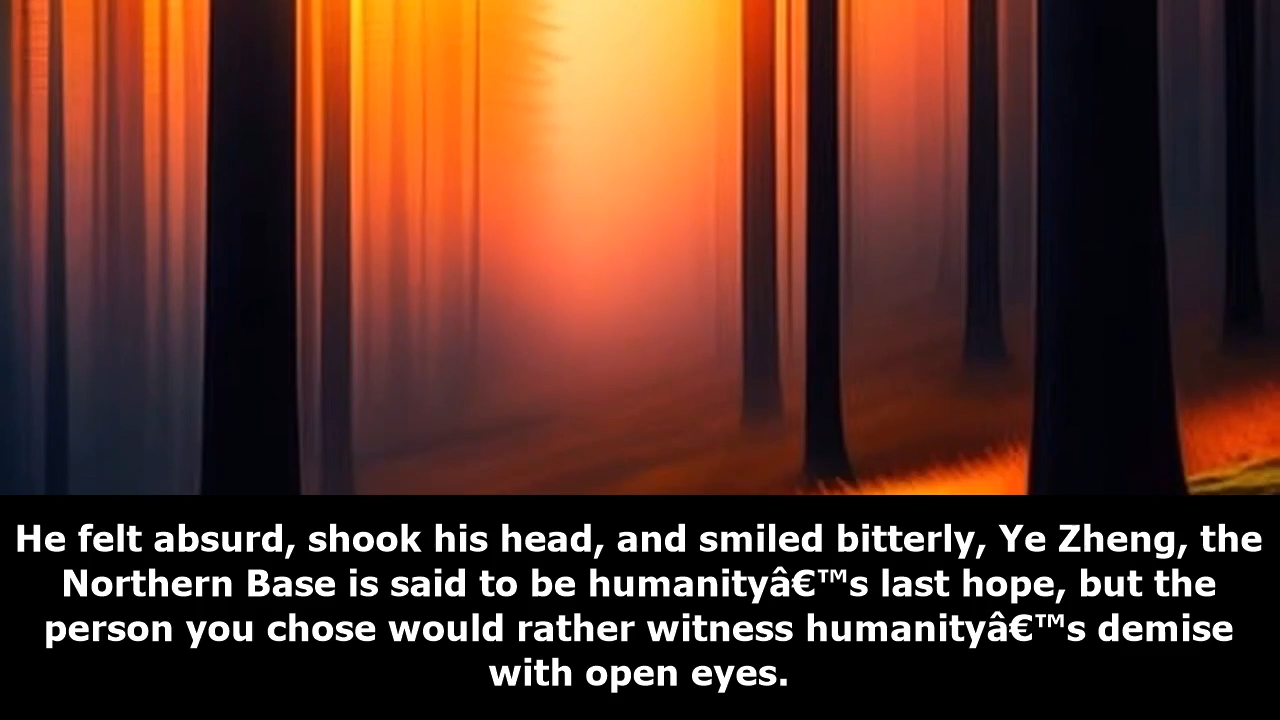 He felt absurd, shook his head, and smiled bitterly, Ye Zheng, the
Northern Base is said to be humanityâ€™s last hope, but the
person you chose would rather witness humanityâ€™s demise
with open eyes.